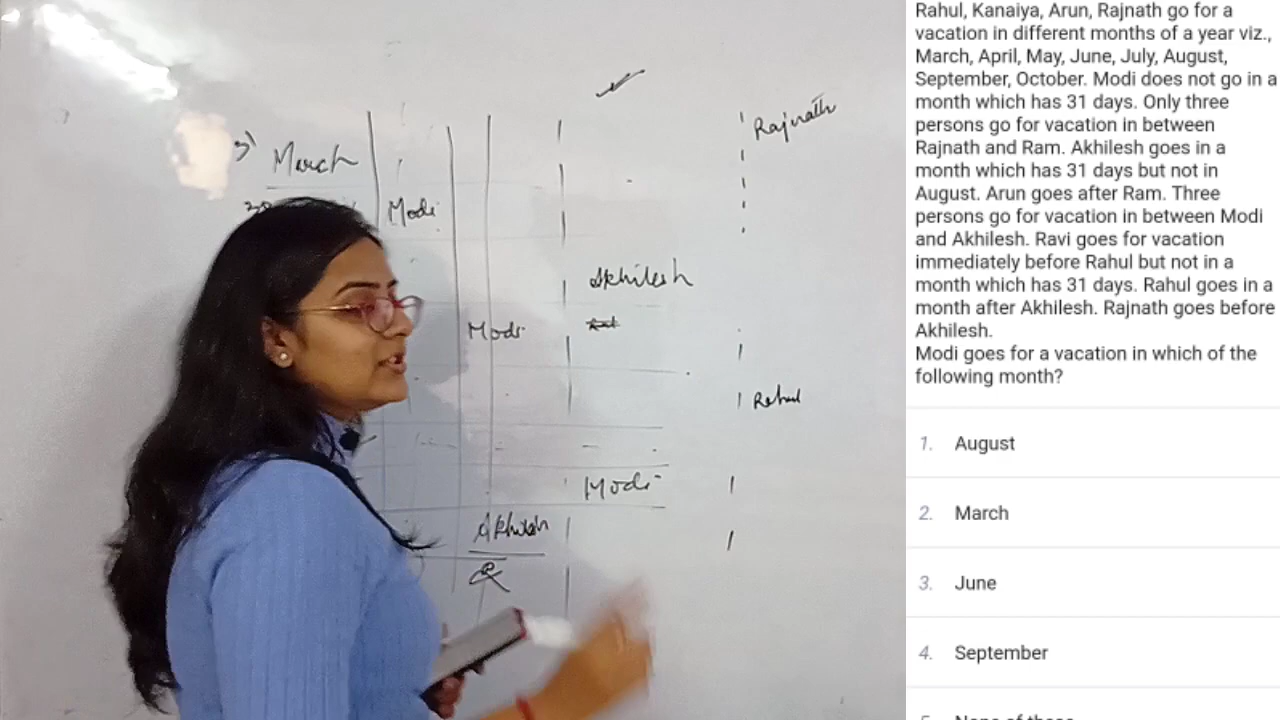 3)
March
Modi
Modi
Akhilesh
Akhilesh
Modi
Rajnath
Rahul
Rahul, Kanaiya, Arun, Rajnath go for a
vacation in different months of a year viz.,
March, April, May, June, July, August,
September, October. Modi does not go in a
month which has 31 days. Only three
persons go for vacation in between
Rajnath and Ram. Akhilesh goes in a
month which has 31 days but not in
August. Arun goes after Ram. Three
persons go for vacation in between Modi
and Akhilesh. Ravi goes for vacation
immediately before Rahul but not in a
month which has 31 days. Rahul goes in a
month after Akhilesh. Rajnath goes before
Akhilesh.
Modi goes for a vacation in which of the
following month?
1. August
2. March
3. June
4. September